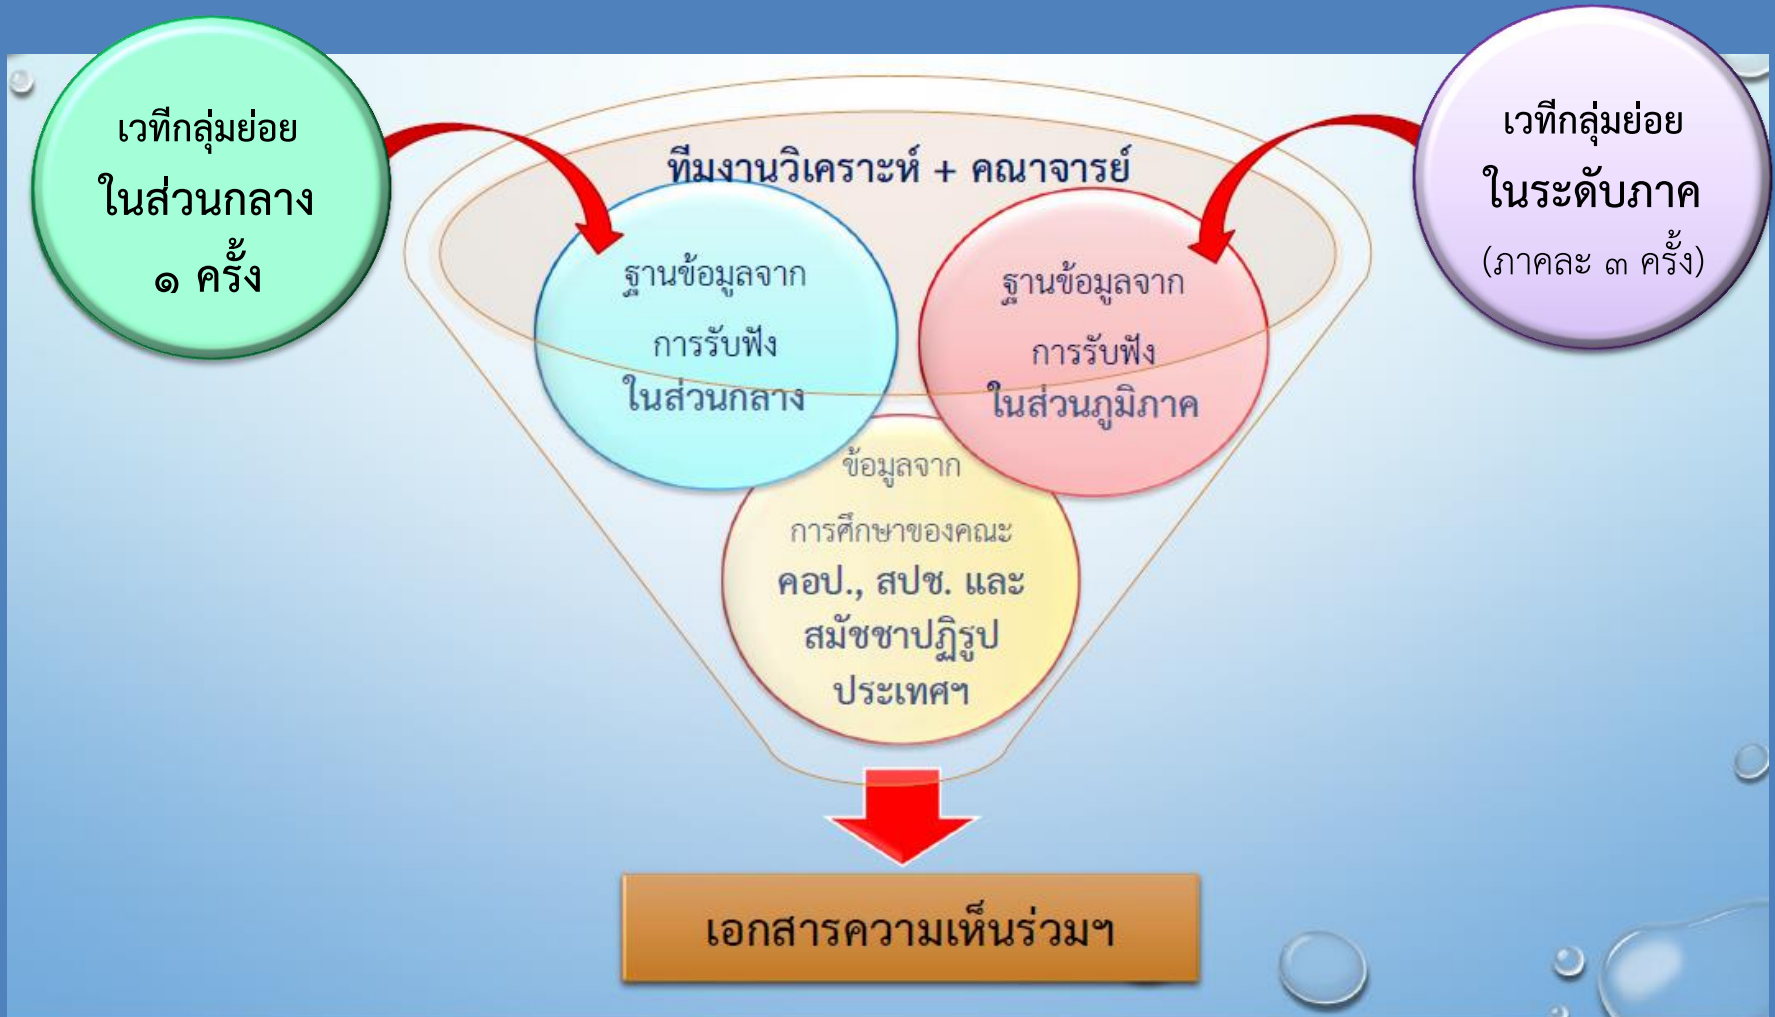 เวทีกลุ่มย่อย
ในส่วนกลาง
๑ ครั้ง
เวทีกลุ่มย่อย
ในระดับภาค
(ภาคละ ๓ ครั้ง)
ทีมงานวิเคราะห์ + คณาจารย์
ฐานข้อมูลจาก
การรับฟัง
ในส่วนกลาง
ฐานข้อมูลจาก
การรับฟัง
ในส่วนภูมิภาค
ข้อมูลจาก
การศึกษาของคณะ
คอป., สปช. และ
สมัชชาปฏิรูป
ประเทศฯ
เอกสารความเห็นร่วมฯ